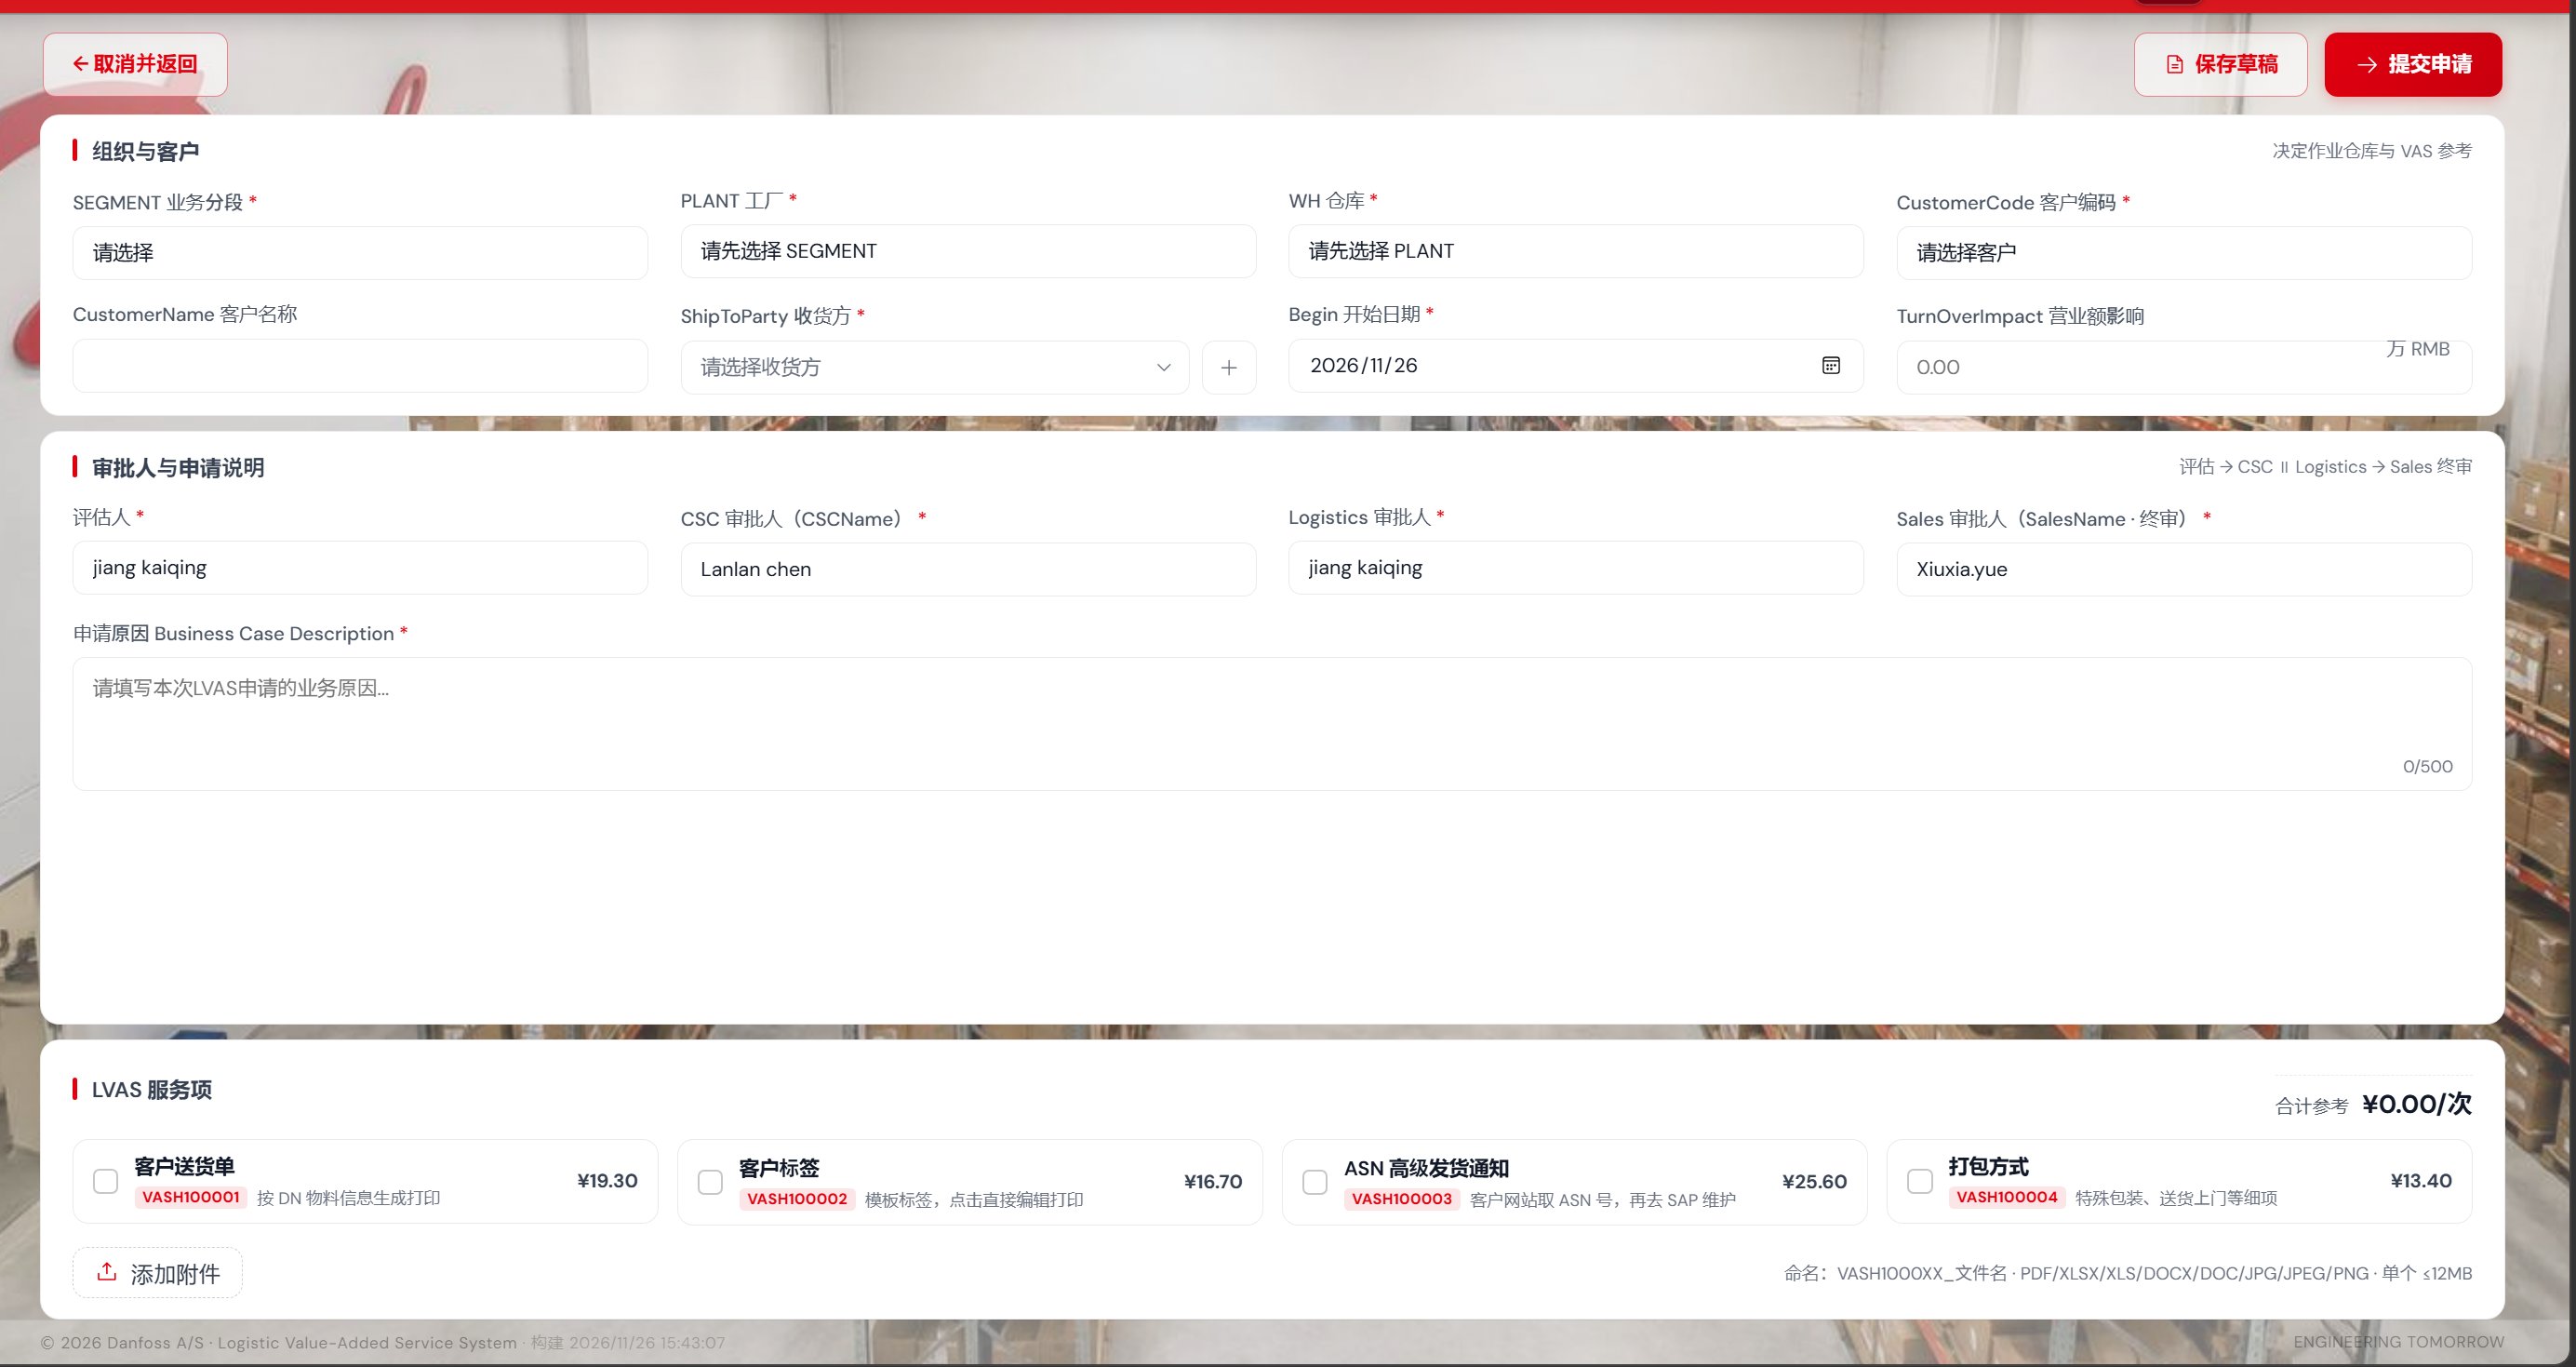 取消并返回
保存草稿
提交申请
组织与客户
决定作业仓库与 VAS 参考
SEGMENT 业务分段 *
PLANT 工厂 *
WH 仓库 *
CustomerCode 客户编码 *
请选择
请先选择 SEGMENT
请先选择 PLANT
请选择客户
CustomerName 客户名称
ShipToParty 收货方 *
Begin 开始日期 *
TurnOverImpact 营业额影响
请选择收货方
2026/11/26
0.00
万 RMB
审批人与申请说明
评估 → CSC || Logistics → Sales 终审
评估人 *
CSC 审批人（CSCName） *
Logistics 审批人 *
Sales 审批人（SalesName · 终审） *
jiang kaiqing
Lanlan chen
jiang kaiqing
Xiuxia.yue
申请原因 Business Case Description *
请填写本次LVAS申请的业务原因...
0/500
LVAS 服务项
合计参考 ¥0.00/次
客户送货单
VASH100001 按 DN 物料信息生成打印
¥19.30
客户标签
VASH100002 模板标签，点击直接编辑打印
¥16.70
ASN 高级发货通知
VASH100003 客户网站取 ASN 号，再去 SAP 维护
¥25.60
打包方式
VASH100004 特殊包装、送货上门等细项
¥13.40
添加附件
命名：VASH1000XX_文件名 · PDF/XLSX/XLS/DOCX/DOC/JPG/JPEG/PNG · 单个 ≤12MB
© 2026 Danfoss A/S · Logistic Value-Added Service System · 构建 2026/11/26 15:43:07
ENGINEERING TOMORROW